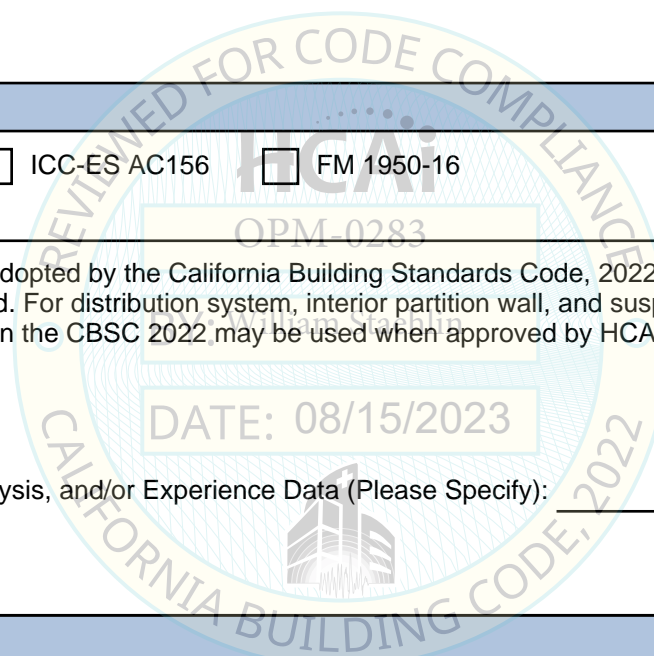 REVIEWED FOR CODE COMPLIANCE
ICC-ES AC156 FM 1950-16
HCAi
OPM-0283
dopted by the California Building Standards Code, 2022
d. For distribution system, interior partition wall, and sus
BY: William Staehlin
n the CBSC 2022 may be used when approved by HCA
DATE: 08/15/2023
ysis, and/or Experience Data (Please Specify):
CALIFORNIA BUILDING CODE, 2022